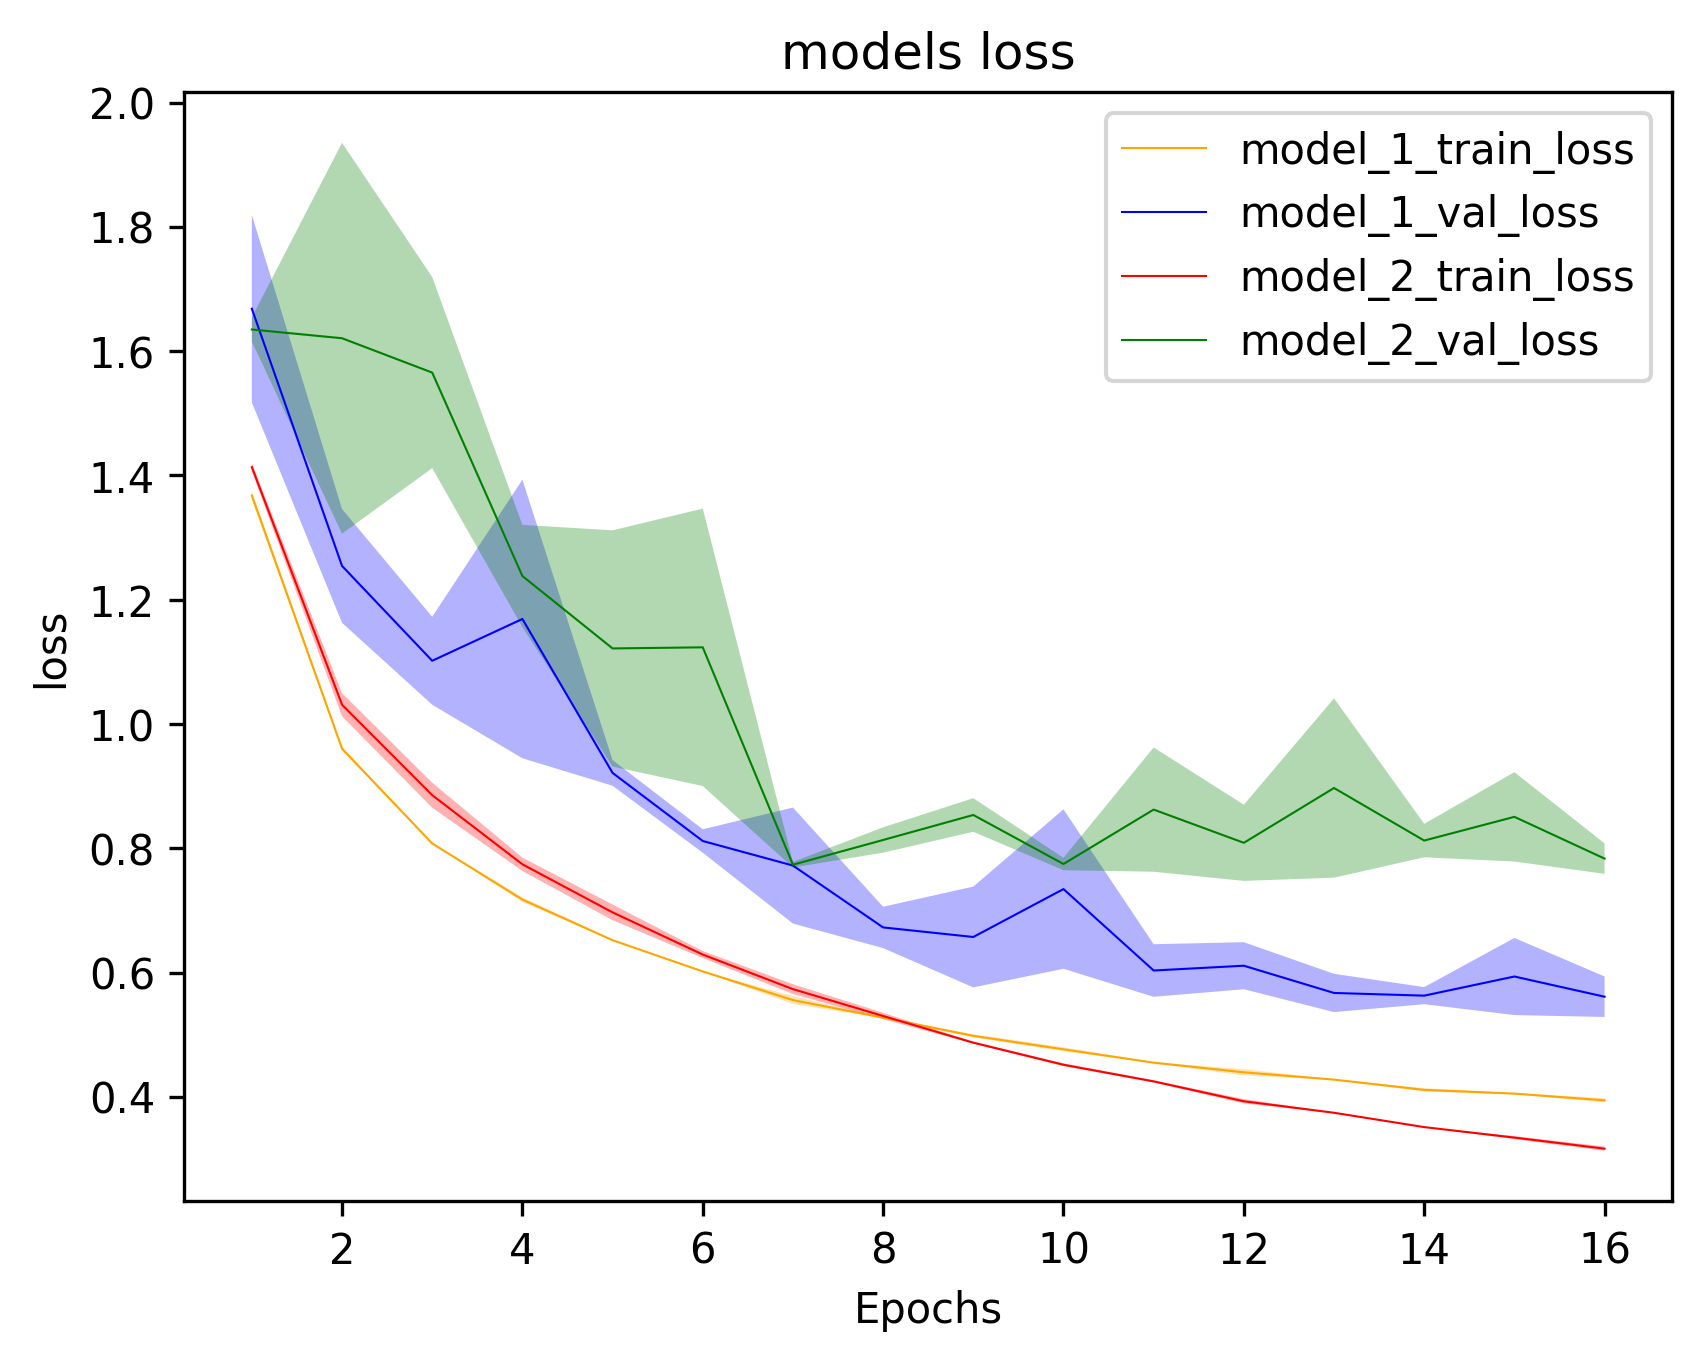 models loss
2.0
1.8
1.6
1.4
1.2
1.0
0.8
0.6
0.4
loss
model_1_train_loss
model_1_val_loss
model_2_train_loss
model_2_val_loss
2 4 6 8 10 12 14 16
Epochs